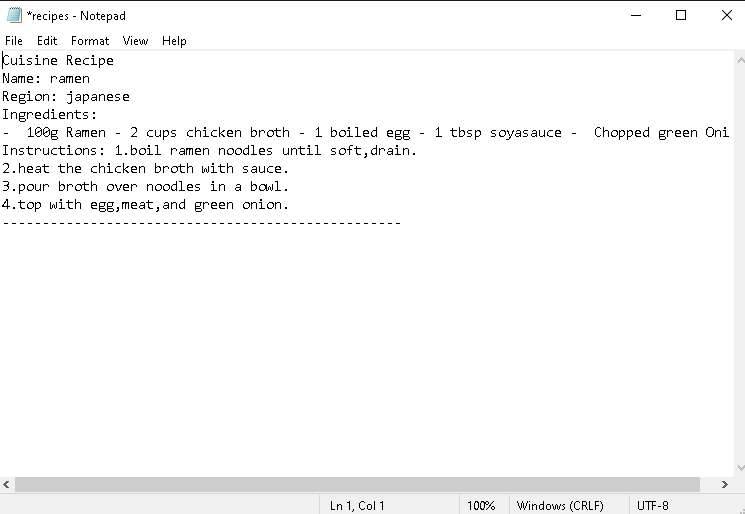 *recipes - Notepad
File Edit Format View Help
Cuisine Recipe
Name: ramen
Region: japanese
Ingredients:
-  100g Ramen - 2 cups chicken broth - 1 boiled egg - 1 tbsp soyasauce -  Chopped green Oni
Instructions: 1.boil ramen noodles until soft,drain.
2.heat the chicken broth with sauce.
3.pour broth over noodles in a bowl.
4.top with egg,meat,and green onion.
--------------------------------------------------
Ln 1, Col 1 100% Windows (CRLF) UTF-8